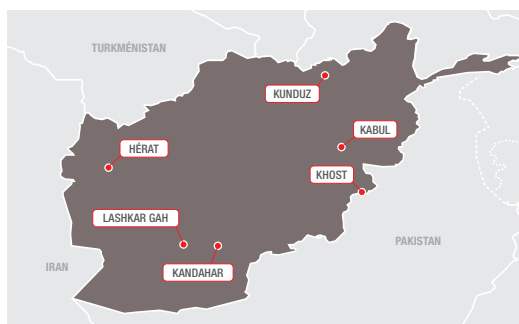 TURKMÉNISTAN
KUNDUZ
KABUL
HÉRAT
KHOST
LASHKAR GAH
PAKISTAN
IRAN
KANDAHAR